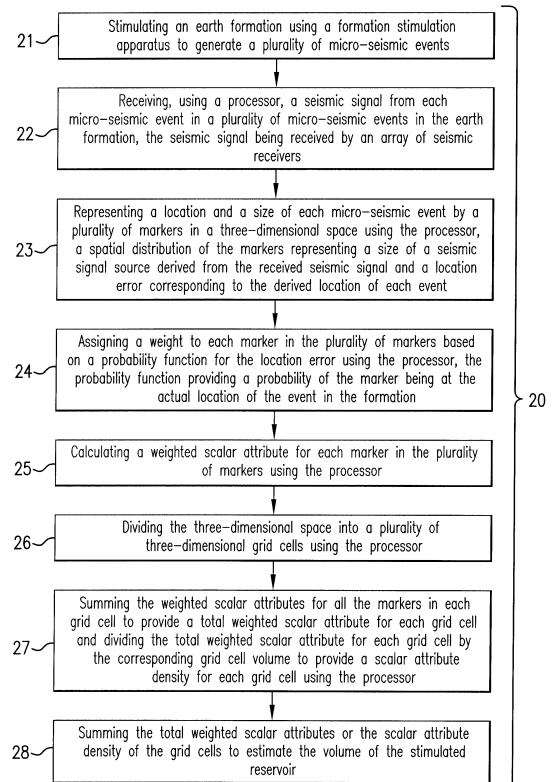 21
Stimulating an earth formation using a formation stimulation
apparatus to generate a plurality of micro-seismic events
22
Receiving, using a processor, a seismic signal from each
micro-seismic event in a plurality of micro-seismic events in the earth
formation, the seismic signal being received by an array of seismic
receivers
23
Representing a location and a size of each micro-seismic event by a
plurality of markers in a three-dimensional space using the processor,
a spatial distribution of the markers representing a size of a seismic
signal source derived from the received seismic signal and a location
error corresponding to the derived location of each event
24
Assigning a weight to each marker in the plurality of markers based
on a probability function for the location error using the processor, the
probability function providing a probability of the marker being at the
actual location of the event in the formation
20
25
Calculating a weighted scalar attribute for each marker in the plurality
of markers using the processor
26
Dividing the three-dimensional space into a plurality of
three-dimensional grid cells using the processor
27
Summing the weighted scalar attributes for all the markers in each
grid cell to provide a total weighted scalar attribute for each grid cell
and dividing the total weighted scalar attribute for each grid cell by
the corresponding grid cell volume to provide a scalar attribute
density for each grid cell using the processor
28
Summing the total weighted scalar attributes or the scalar attribute
density of the grid cells to estimate the volume of the stimulated
reservoir